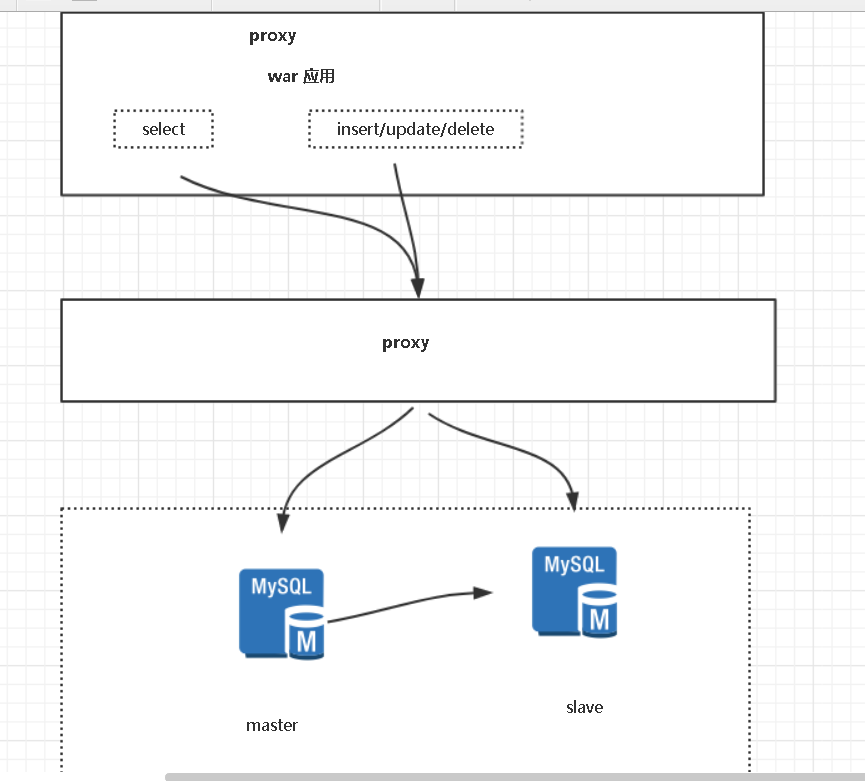 proxy
war 应用
select
insert/update/delete
proxy
MySQL
M
MySQL
M
master
slave